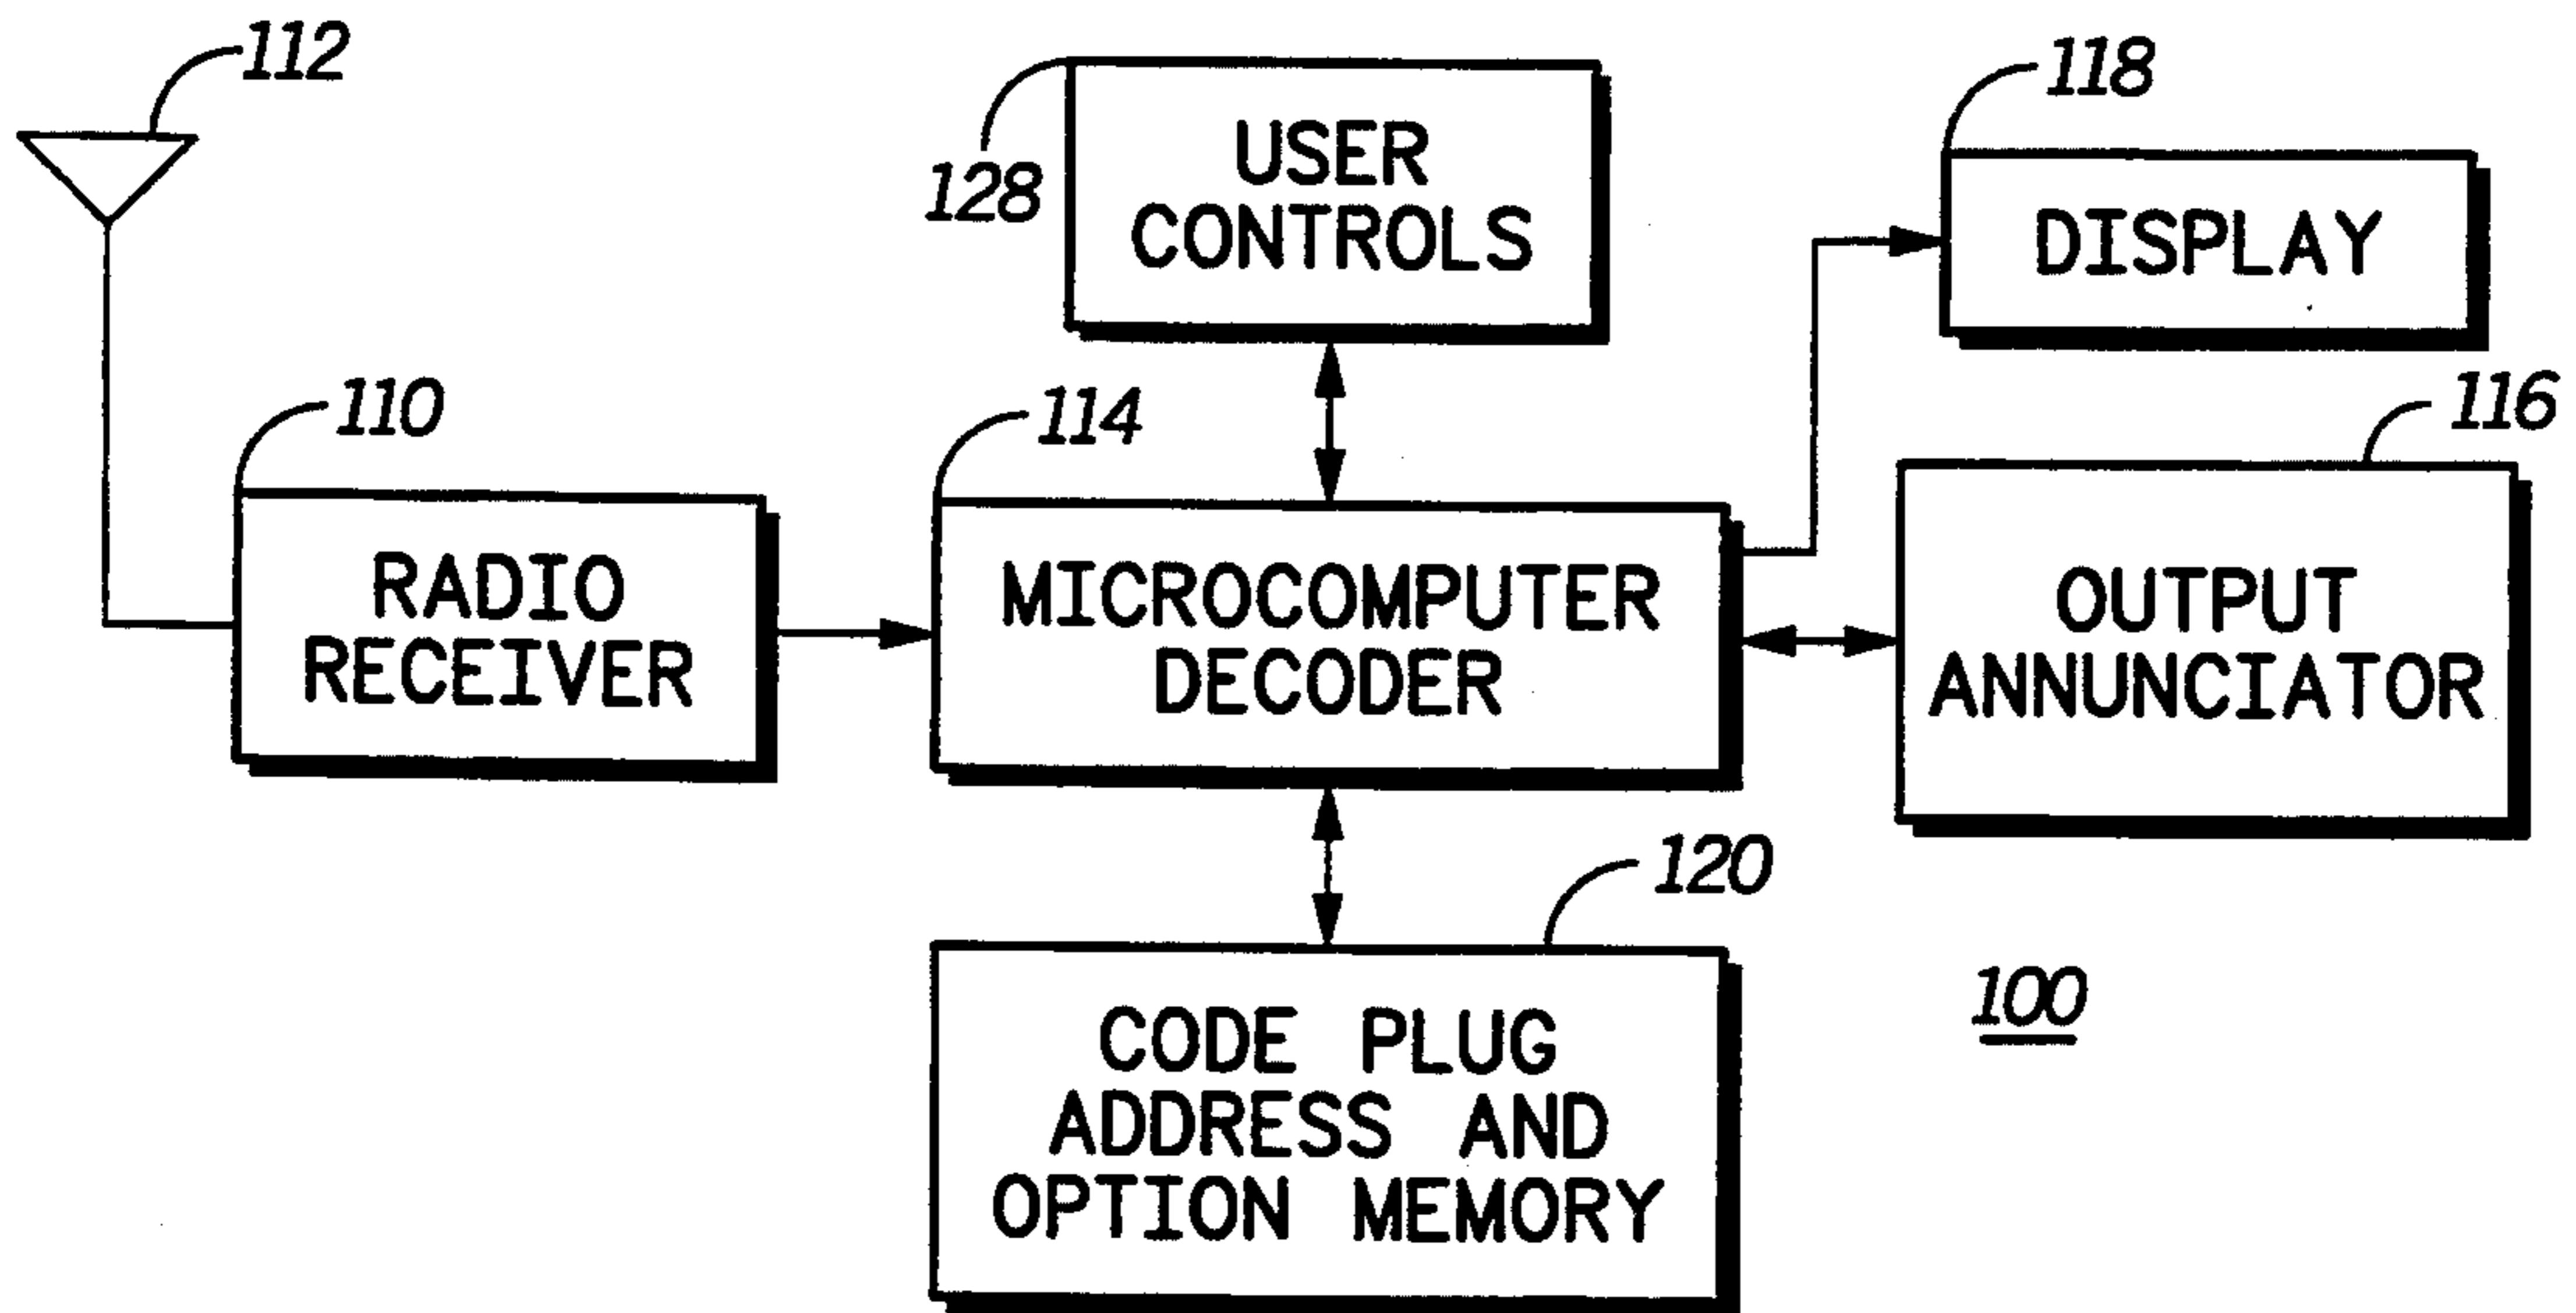 112
128
USER
CONTROLS
118
DISPLAY
110
RADIO
RECEIVER
114
MICROCOMPUTER
DECODER
116
OUTPUT
ANNUNCIATOR
120
CODE PLUG
ADDRESS AND
OPTION MEMORY
100